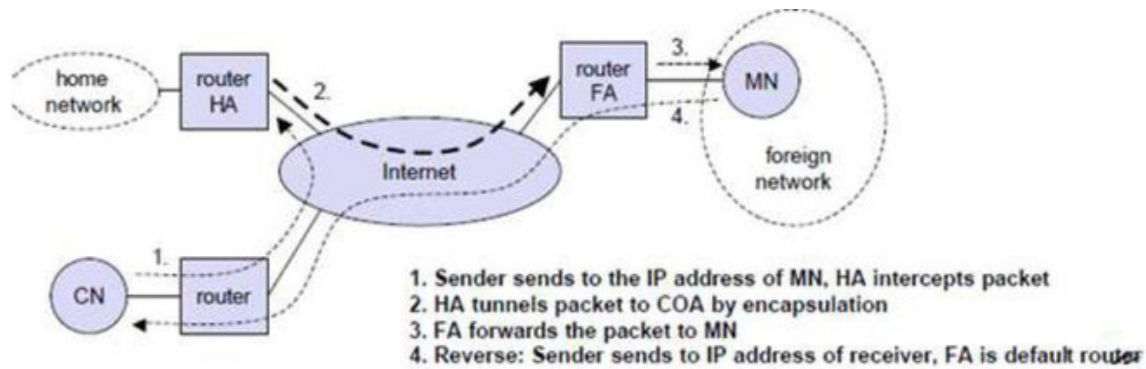 home
network
router
HA
2.
router
FA
3.
MN
4.
foreign
network
Internet
1.
CN
router
1. Sender sends to the IP address of MN, HA intercepts packet
2. HA tunnels packet to COA by encapsulation
3. FA forwards the packet to MN
4. Reverse: Sender sends to IP address of receiver, FA is default router